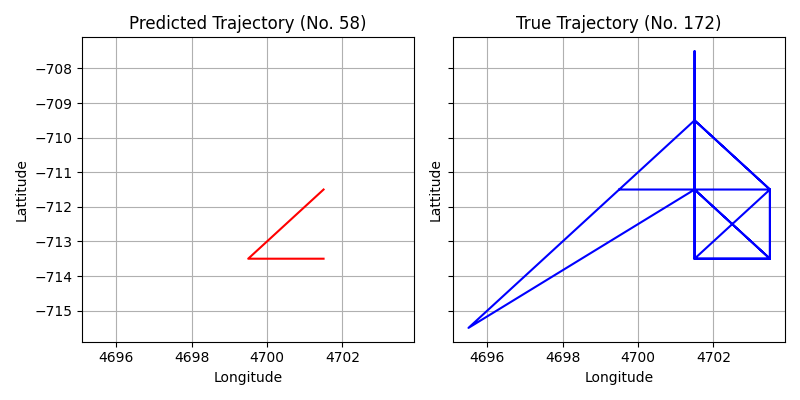 Predicted Trajectory (No. 58)
True Trajectory (No. 172)
Lattitude
−708
−709
−710
−711
−712
−713
−714
−715
4696
4698
4700
4702
Longitude
Lattitude
4696
4698
4700
4702
Longitude